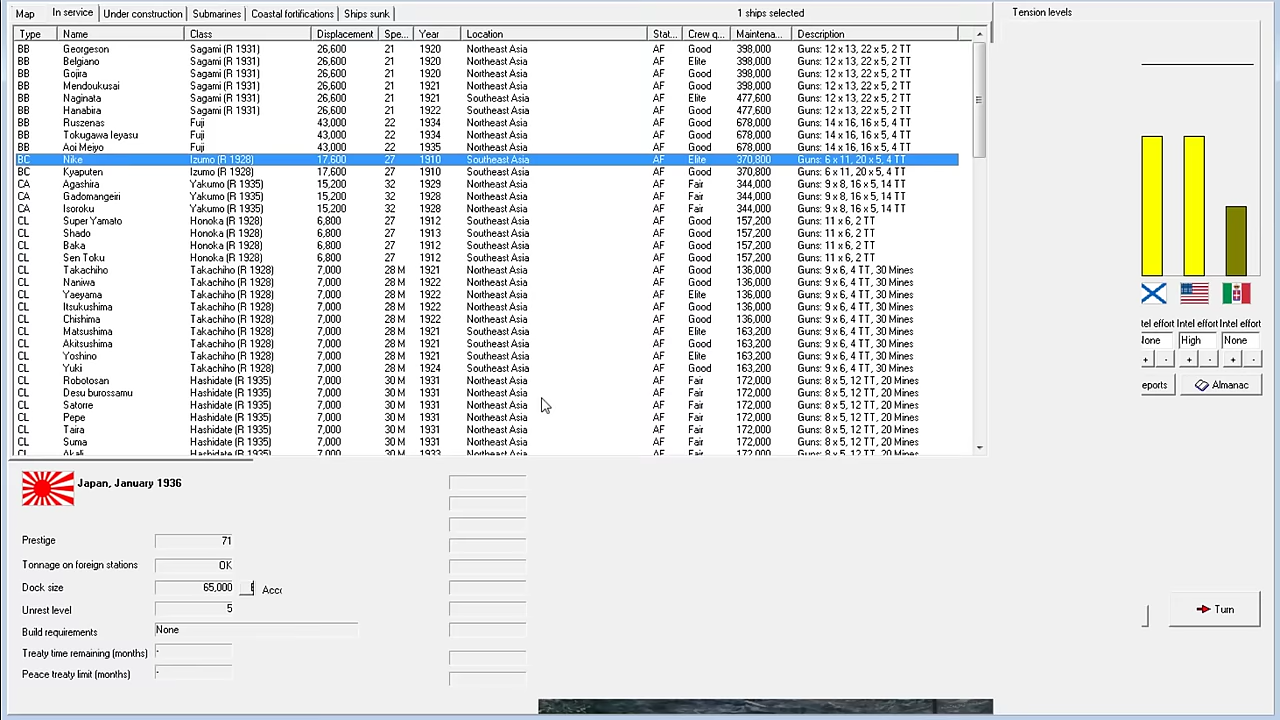 Map In service Under construction Submarines Coastal fortifications Ships sunk 1 ships selected Tension levels
Type Name Class Displacement Spe... Year Location Stat... Crew q... Maintena... Description
BB Georgeson Sagami (R 1931) 26,600 21 1920 Northeast Asia AF Good 398,000 Guns: 12 x 13, 22 x 5, 2 TT
BB Belgiano Sagami (R 1931) 26,600 21 1920 Northeast Asia AF Elite 398,000 Guns: 12 x 13, 22 x 5, 2 TT
BB Gojira Sagami (R 1931) 26,600 21 1920 Northeast Asia AF Good 398,000 Guns: 12 x 13, 22 x 5, 2 TT
BB Mendoukusai Sagami (R 1931) 26,600 21 1920 Northeast Asia AF Good 398,000 Guns: 12 x 13, 22 x 5, 2 TT
BB Naginata Sagami (R 1931) 26,600 21 1921 Southeast Asia AF Elite 477,600 Guns: 12 x 13, 22 x 5, 2 TT
BB Hanabira Sagami (R 1931) 26,600 21 1922 Southeast Asia AF Good 477,600 Guns: 12 x 13, 22 x 5, 2 TT
BB Ruszenas Fuji 43,000 22 1934 Northeast Asia AF Good 678,000 Guns: 14 x 16, 16 x 5, 4 TT
BB Tokugawa Ieyasu Fuji 43,000 22 1934 Northeast Asia AF Good 678,000 Guns: 14 x 16, 16 x 5, 4 TT
BB Aoi Meiyo Fuji 43,000 22 1935 Northeast Asia AF Good 678,000 Guns: 14 x 16, 16 x 5, 4 TT
BC Nike Izumo (R 1928) 17,600 27 1910 Southeast Asia AF Elite 370,800 Guns: 6 x 11, 20 x 5, 4 TT
BC Kyaputen Izumo (R 1928) 17,600 27 1910 Southeast Asia AF Good 370,800 Guns: 6 x 11, 20 x 5, 4 TT
CA Agashira Yakumo (R 1935) 15,200 32 1929 Northeast Asia AF Fair 344,000 Guns: 9 x 8, 16 x 5, 14 TT
CA Gadomangeiri Yakumo (R 1935) 15,200 32 1928 Northeast Asia AF Fair 344,000 Guns: 9 x 8, 16 x 5, 14 TT
CA Isoroku Yakumo (R 1935) 15,200 32 1928 Northeast Asia AF Fair 344,000 Guns: 9 x 8, 16 x 5, 14 TT
CL Super Yamato Honoka (R 1928) 6,800 27 1912 Southeast Asia AF Good 157,200 Guns: 11 x 6, 2 TT
CL Shado Honoka (R 1928) 6,800 27 1913 Southeast Asia AF Good 157,200 Guns: 11 x 6, 2 TT
CL Baka Honoka (R 1928) 6,800 27 1912 Southeast Asia AF Good 157,200 Guns: 11 x 6, 2 TT
CL Sen Toku Honoka (R 1928) 6,800 27 1912 Southeast Asia AF Good 157,200 Guns: 11 x 6, 2 TT
CL Takachiho Takachiho (R 1928) 7,000 28 M 1921 Northeast Asia AF Good 136,000 Guns: 9 x 6, 4 TT, 30 Mines
CL Naniwa Takachiho (R 1928) 7,000 28 M 1921 Northeast Asia AF Good 136,000 Guns: 9 x 6, 4 TT, 30 Mines
CL Yaeyama Takachiho (R 1928) 7,000 28 M 1922 Northeast Asia AF Elite 136,000 Guns: 9 x 6, 4 TT, 30 Mines
CL Itsukushima Takachiho (R 1928) 7,000 28 M 1922 Northeast Asia AF Good 136,000 Guns: 9 x 6, 4 TT, 30 Mines
CL Chishima Takachiho (R 1928) 7,000 28 M 1922 Northeast Asia AF Good 136,000 Guns: 9 x 6, 4 TT, 30 Mines
CL Matsushima Takachiho (R 1928) 7,000 28 M 1921 Southeast Asia AF Elite 163,200 Guns: 9 x 6, 4 TT, 30 Mines
CL Akitsushima Takachiho (R 1928) 7,000 28 M 1922 Southeast Asia AF Good 163,200 Guns: 9 x 6, 4 TT, 30 Mines
CL Yoshino Takachiho (R 1928) 7,000 28 M 1922 Southeast Asia AF Elite 163,200 Guns: 9 x 6, 4 TT, 30 Mines
CL Yuki Takachiho (R 1928) 7,000 28 M 1924 Southeast Asia AF Good 163,200 Guns: 9 x 6, 4 TT, 30 Mines
CL Robotosan Hashidate (R 1935) 7,000 30 M 1931 Northeast Asia AF Fair 172,000 Guns: 8 x 5, 12 TT, 20 Mines
CL Desu burossamu Hashidate (R 1935) 7,000 30 M 1931 Northeast Asia AF Fair 172,000 Guns: 8 x 5, 12 TT, 20 Mines
CL Satorre Hashidate (R 1935) 7,000 30 M 1931 Northeast Asia AF Fair 172,000 Guns: 8 x 5, 12 TT, 20 Mines
CL Pepe Hashidate (R 1935) 7,000 30 M 1931 Northeast Asia AF Fair 172,000 Guns: 8 x 5, 12 TT, 20 Mines
CL Taira Hashidate (R 1935) 7,000 30 M 1931 Northeast Asia AF Fair 172,000 Guns: 8 x 5, 12 TT, 20 Mines
CL Suma Hashidate (R 1935) 7,000 30 M 1931 Northeast Asia AF Fair 172,000 Guns: 8 x 5, 12 TT, 20 Mines
CL Akali Hashidate (R 1935) 7,000 30 M 1933 Northeast Asia AF Fair 172,000 Guns: 8 x 5, 12 TT, 20 Mines
tel effort Intel effort Intel effort
None High None
+ - + - + -
eports Almanac
Japan, January 1936
Prestige 71
Tonnage on foreign stations OK
Dock size 65,000 Acc
Unrest level 5
Build requirements None
Treaty time remaining (months) -
Peace treaty limit (months) -
Turn